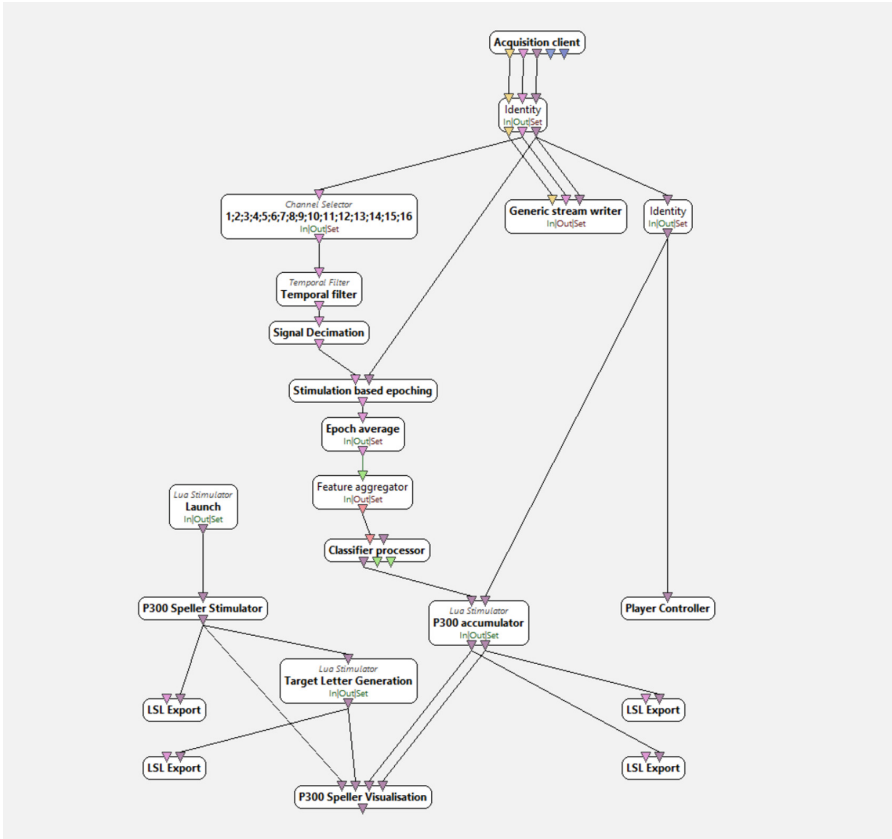 Acquisition client
Identity
In|Out|Set
Channel Selector
1;2;3;4;5;6;7;8;9;10;11;12;13;14;15;16
In|Out|Set
Generic stream writer
In|Out|Set
Identity
In|Out|Set
Temporal Filter
Temporal filter
Signal Decimation
Stimulation based epoching
Epoch average
In|Out|Set
Feature aggregator
In|Out|Set
Lua Stimulator
Launch
In|Out|Set
Classifier processor
P300 Speller Stimulator
Lua Stimulator
P300 accumulator
In|Out|Set
Player Controller
Lua Stimulator
Target Letter Generation
In|Out|Set
LSL Export
LSL Export
LSL Export
LSL Export
P300 Speller Visualisation